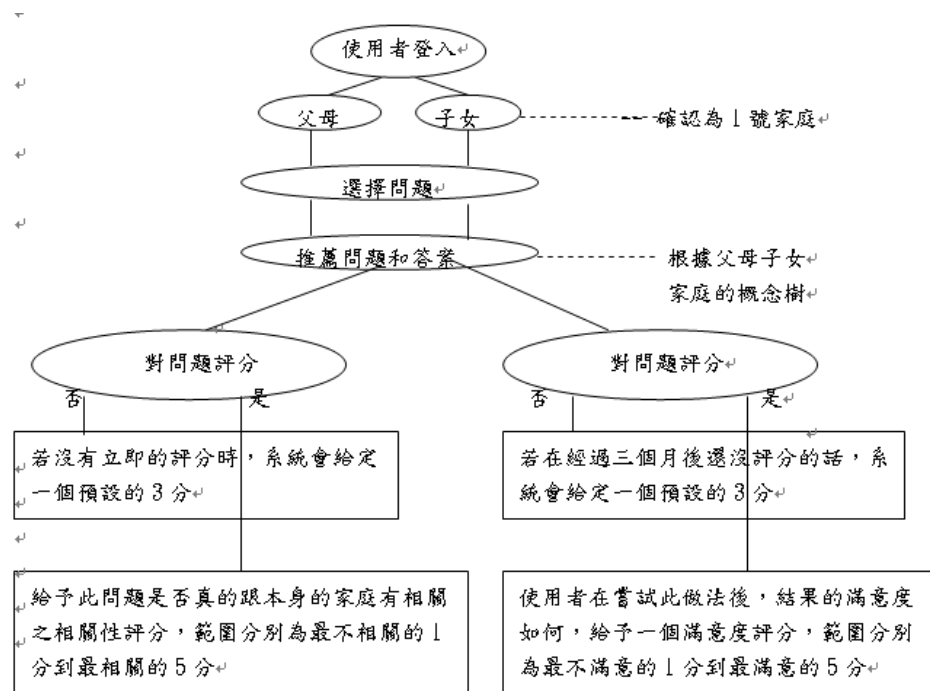 使用者登入
父母
子女
確認為1號家庭
選擇問題
推薦問題和答案
根據父母子女
家庭的概念樹
對問題評分
否
是
對問題評分
否
是
若沒有立即的評分時，系統會給定
一個預設的3分
若在經過三個月後還沒評分的話，系
統會給定一個預設的3分
給予此問題是否真的跟本身的家庭有相關
之相關性評分，範圍分別為最不相關的1
分到最相關的5分
使用者在嘗試此做法後，結果的滿意度
如何，給予一個滿意度評分，範圍分別
為最不滿意的1分到最滿意的5分